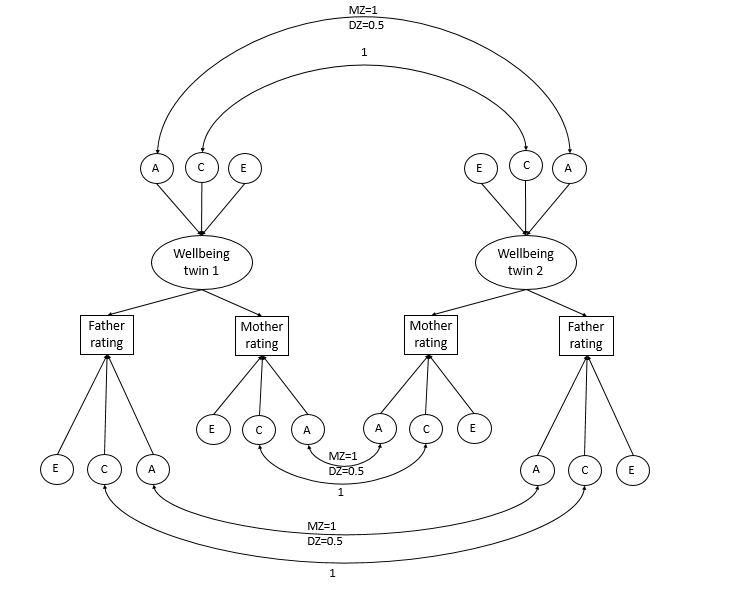 MZ=1
DZ=0.5
1
A
C
E
E
C
A
Wellbeing
twin 1
Wellbeing
twin 2
Father
rating
Mother
rating
Mother
rating
Father
rating
E
C
A
A
C
E
MZ=1
DZ=0.5
1
E
C
A
A
C
E
MZ=1
DZ=0.5
1